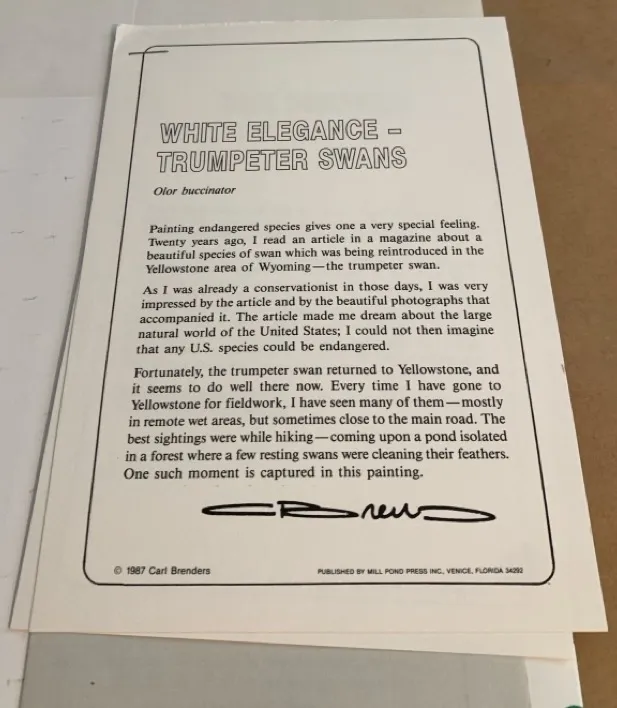 WHITE ELEGANCE –
TRUMPETER SWANS
Olor buccinator
Painting endangered species gives one a very special feeling.
Twenty years ago, I read an article in a magazine about a
beautiful species of swan which was being reintroduced in the
Yellowstone area of Wyoming—the trumpeter swan.
As I was already a conservationist in those days, I was very
impressed by the article and by the beautiful photographs that
accompanied it. The article made me dream about the large
natural world of the United States; I could not then imagine
that any U.S. species could be endangered.
Fortunately, the trumpeter swan returned to Yellowstone, and
it seems to do well there now. Every time I have gone to
Yellowstone for fieldwork, I have seen many of them—mostly
in remote wet areas, but sometimes close to the main road. The
best sightings were while hiking—coming upon a pond isolated
in a forest where a few resting swans were cleaning their feathers.
One such moment is captured in this painting.
© 1987 Carl Brenders
PUBLISHED BY MILL POND PRESS INC., VENICE, FLORIDA 34292